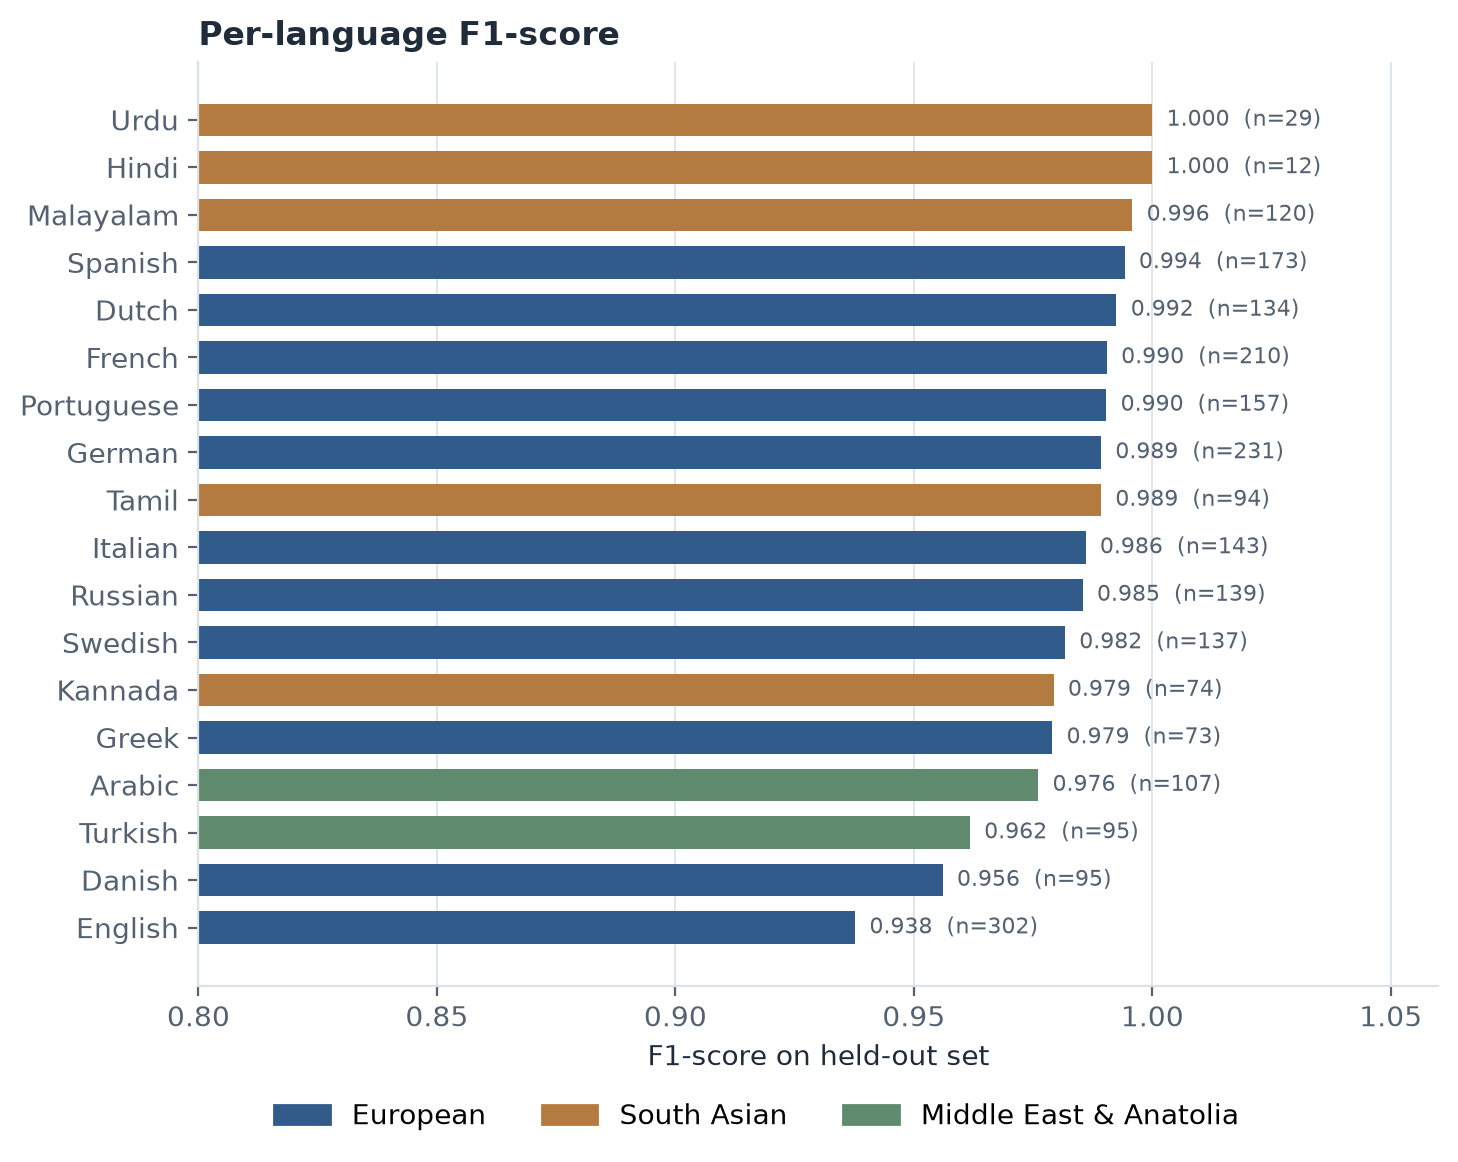 Per-language F1-score
Urdu 1.000 (n=29)
Hindi 1.000 (n=12)
Malayalam 0.996 (n=120)
Spanish 0.994 (n=173)
Dutch 0.992 (n=134)
French 0.990 (n=210)
Portuguese 0.990 (n=157)
German 0.989 (n=231)
Tamil 0.989 (n=94)
Italian 0.986 (n=143)
Russian 0.985 (n=139)
Swedish 0.982 (n=137)
Kannada 0.979 (n=74)
Greek 0.979 (n=73)
Arabic 0.976 (n=107)
Turkish 0.962 (n=95)
Danish 0.956 (n=95)
English 0.938 (n=302)
0.80 0.85 0.90 0.95 1.00 1.05
F1-score on held-out set
European South Asian Middle East & Anatolia